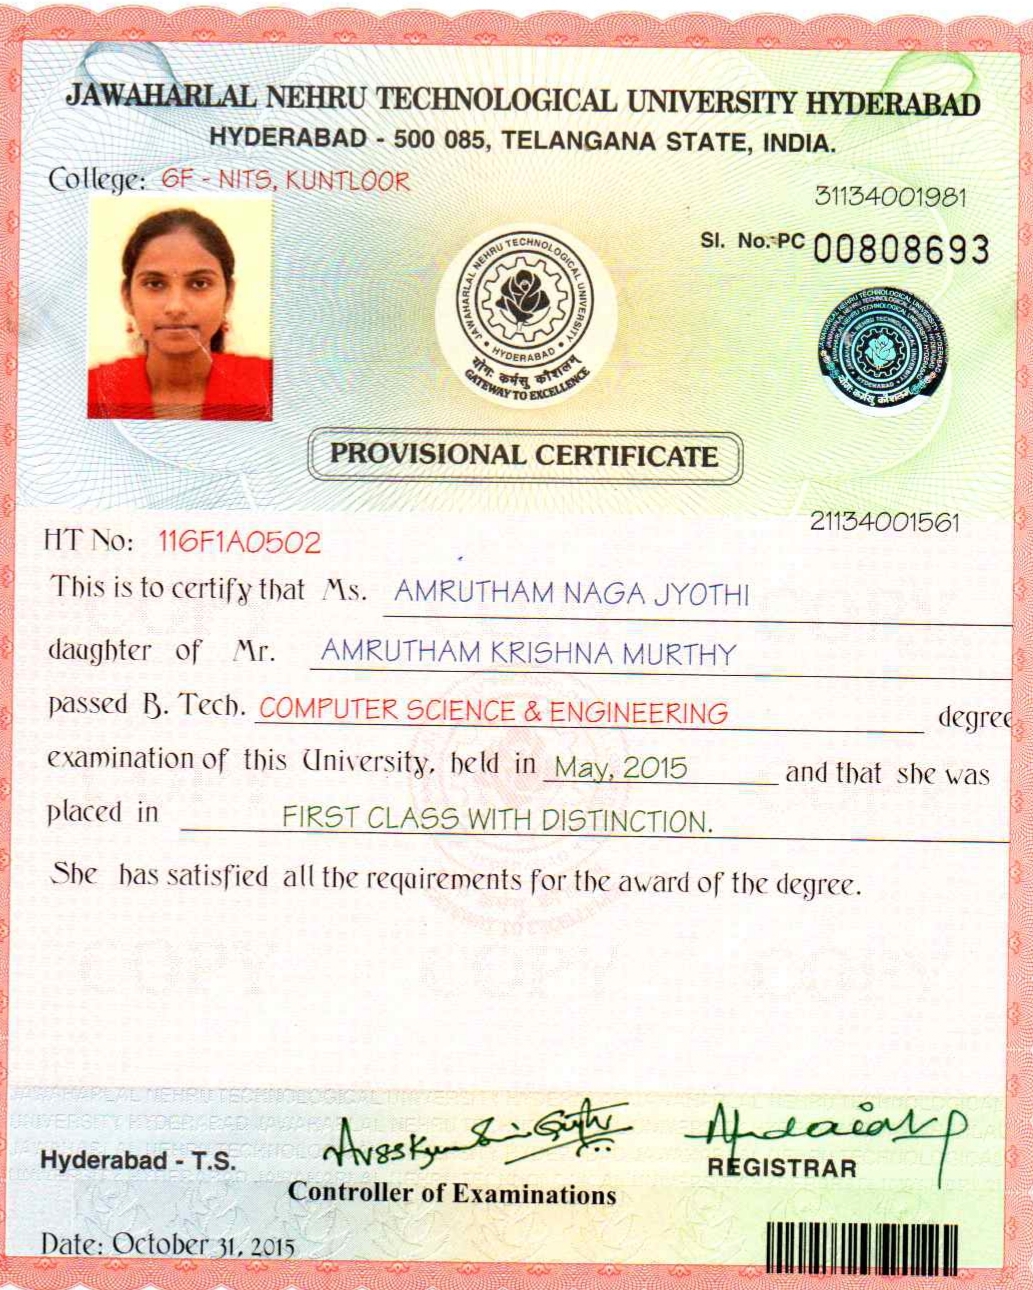 JAWAHARLAL NEHRU TECHNOLOGICAL UNIVERSITY HYDERABAD
HYDERABAD - 500 085, TELANGANA STATE, INDIA.
College: 6F - NITS, KUNTLOOR
31134001981
Sl. No. PC 00808693
JAWAHARLAL NEHRU TECHNOLOGICAL UNIVERSITY
HYDERABAD
योगः कर्मसु कौशलम्
GATEWAY TO EXCELLENCE
PROVISIONAL CERTIFICATE
21134001561
HT No: 116F1A0502
This is to certify that Ms. AMRUTHAM NAGA JYOTHI
daughter of Mr. AMRUTHAM KRISHNA MURTHY
passed B. Tech. COMPUTER SCIENCE & ENGINEERING degree
examination of this University, held in May, 2015 and that she was
placed in FIRST CLASS WITH DISTINCTION.
She has satisfied all the requirements for the award of the degree.
COPY COPY COPY
Hyderabad - T.S.
Controller of Examinations
REGISTRAR
Date: October 31, 2015